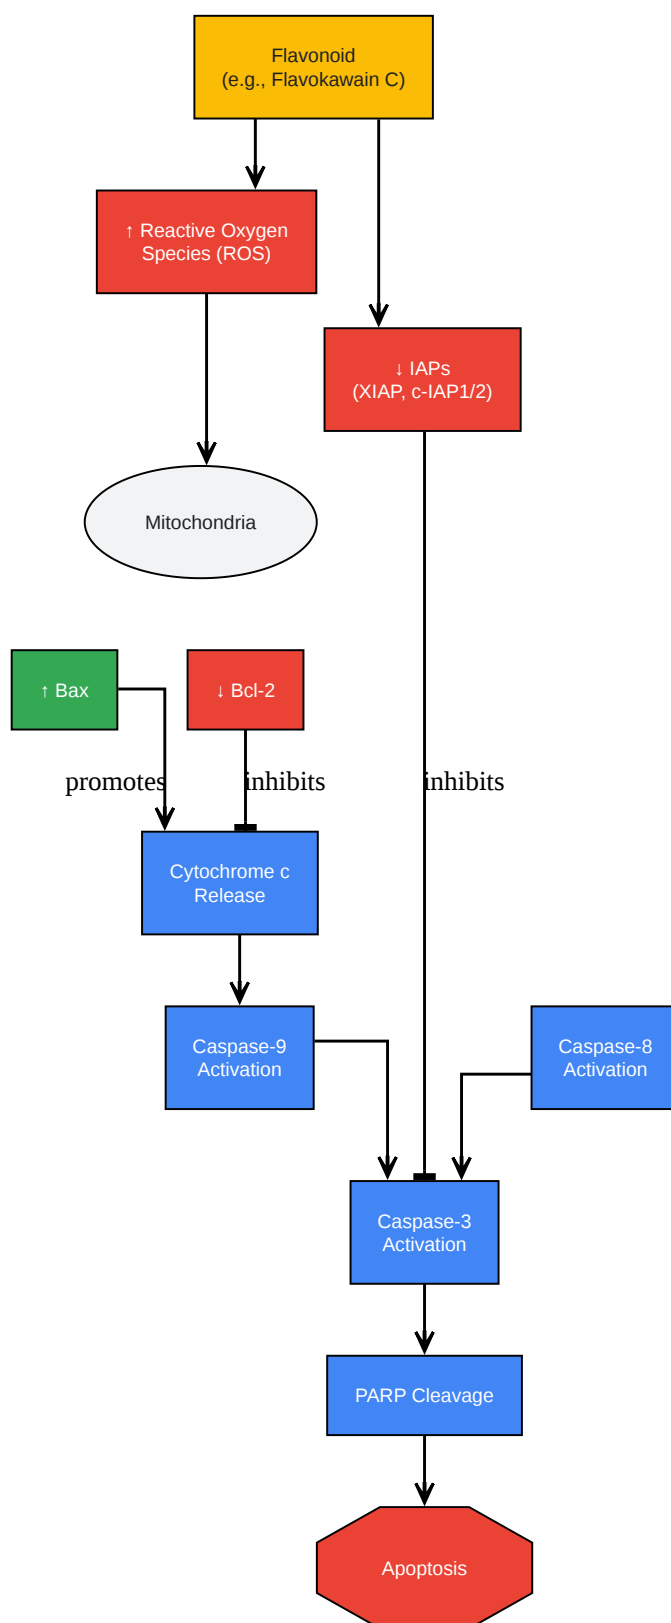 Flavonoid
(e.g., Flavokawain C)
↑ Reactive Oxygen
Species (ROS)
↓ IAPs
(XIAP, c-IAP1/2)
Mitochondria
↑ Bax
↓ Bcl-2
promotes
inhibits
inhibits
Cytochrome c
Release
Caspase-9
Activation
Caspase-8
Activation
Caspase-3
Activation
PARP Cleavage
Apoptosis